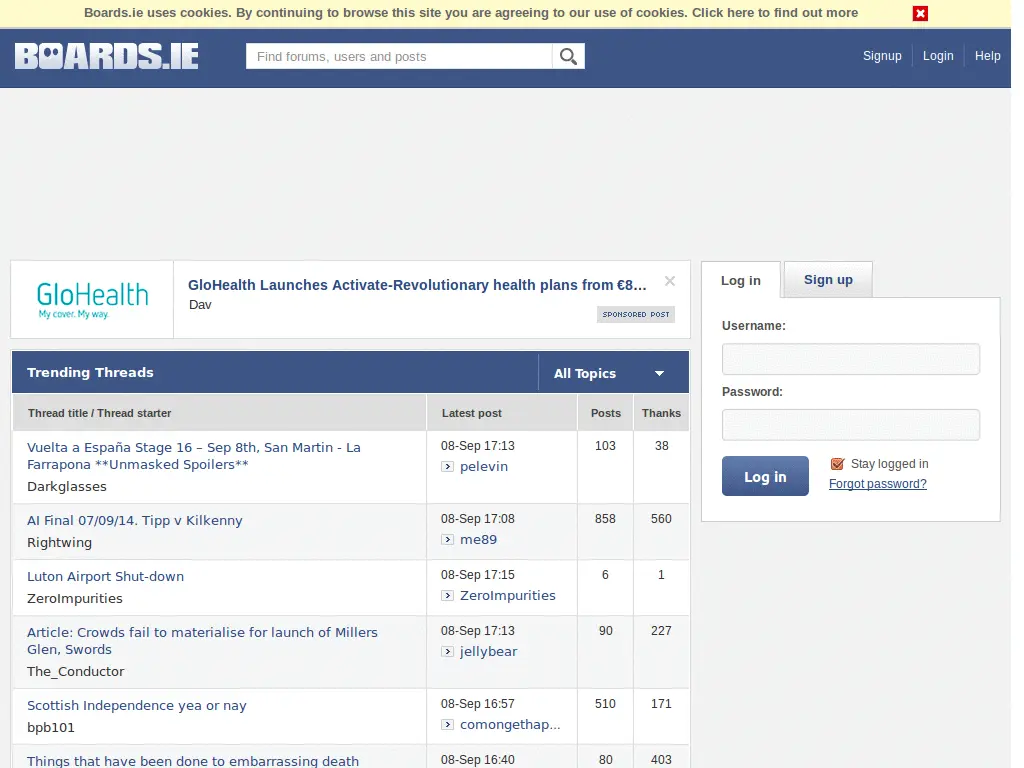 Boards.ie uses cookies. By continuing to browse this site you are agreeing to our use of cookies. Click here to find out more
BOARDS.IE
Find forums, users and posts
Signup
Login
Help
GloHealth
My cover. My way.
GloHealth Launches Activate-Revolutionary health plans from €8...
Dav
SPONSORED POST
Log in
Sign up
Username:
Password:
Log in
Stay logged in
Forgot password?
Trending Threads
All Topics
Thread title / Thread starter
Latest post
Posts
Thanks
Vuelta a España Stage 16 – Sep 8th, San Martin - La
Farrapona **Unmasked Spoilers**
Darkglasses
08-Sep 17:13
pelevin
103
38
AI Final 07/09/14. Tipp v Kilkenny
Rightwing
08-Sep 17:08
me89
858
560
Luton Airport Shut-down
ZeroImpurities
08-Sep 17:15
ZeroImpurities
6
1
Article: Crowds fail to materialise for launch of Millers
Glen, Swords
The_Conductor
08-Sep 17:13
jellybear
90
227
Scottish Independence yea or nay
bpb101
08-Sep 16:57
comongethap...
510
171
Things that have been done to embarrassing death
08-Sep 16:40
80
403